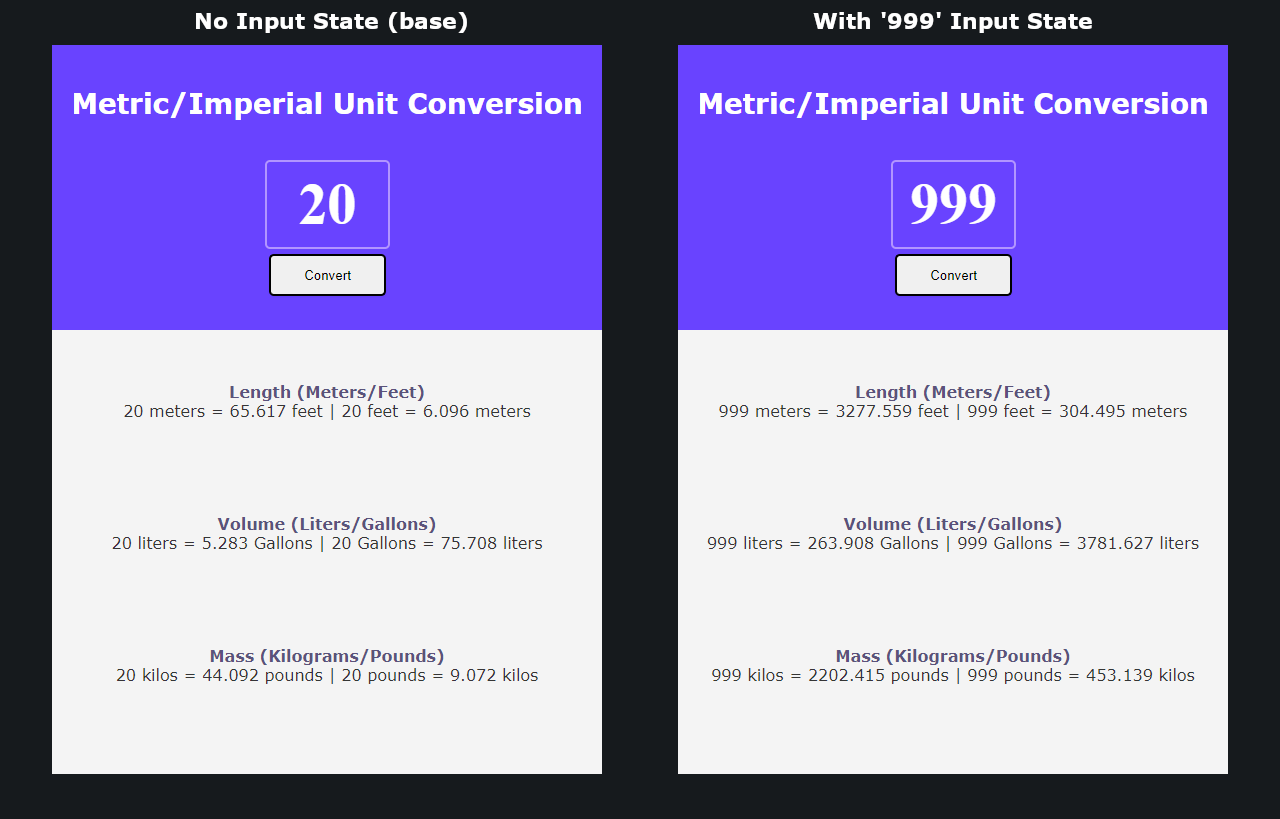 No Input State (base)
Metric/Imperial Unit Conversion
20
Convert
Length (Meters/Feet)
20 meters = 65.617 feet | 20 feet = 6.096 meters
Volume (Liters/Gallons)
20 liters = 5.283 Gallons | 20 Gallons = 75.708 liters
Mass (Kilograms/Pounds)
20 kilos = 44.092 pounds | 20 pounds = 9.072 kilos
With '999' Input State
Metric/Imperial Unit Conversion
999
Convert
Length (Meters/Feet)
999 meters = 3277.559 feet | 999 feet = 304.495 meters
Volume (Liters/Gallons)
999 liters = 263.908 Gallons | 999 Gallons = 3781.627 liters
Mass (Kilograms/Pounds)
999 kilos = 2202.415 pounds | 999 pounds = 453.139 kilos